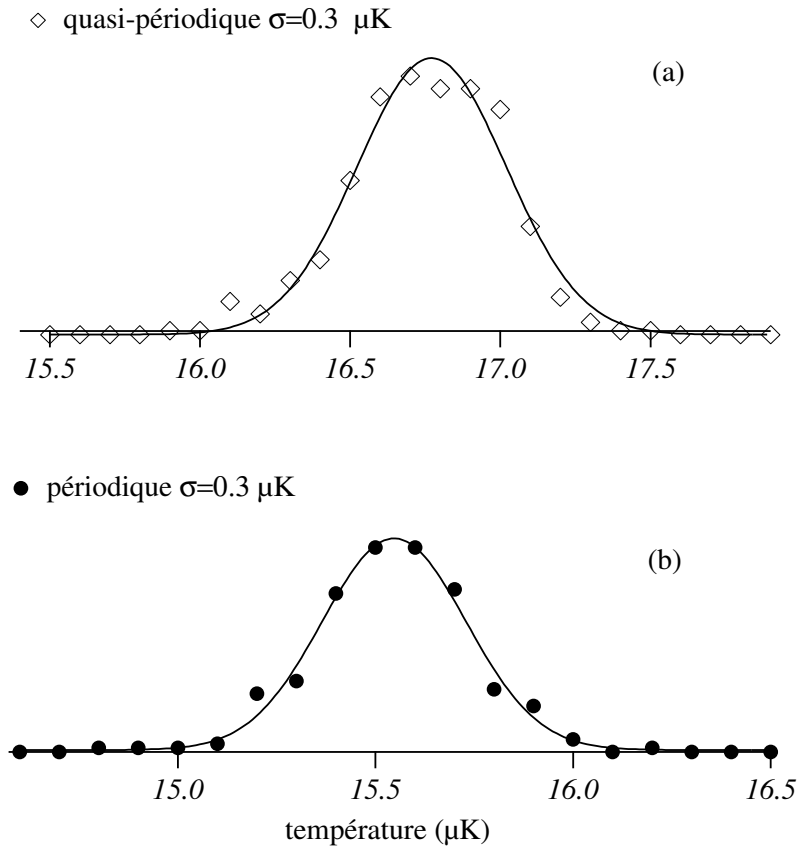 quasi-périodique σ=0.3 μK
(a)
15.5 16.0 16.5 17.0 17.5
périodique σ=0.3 μK
(b)
15.0 15.5 16.0 16.5
température (μK)